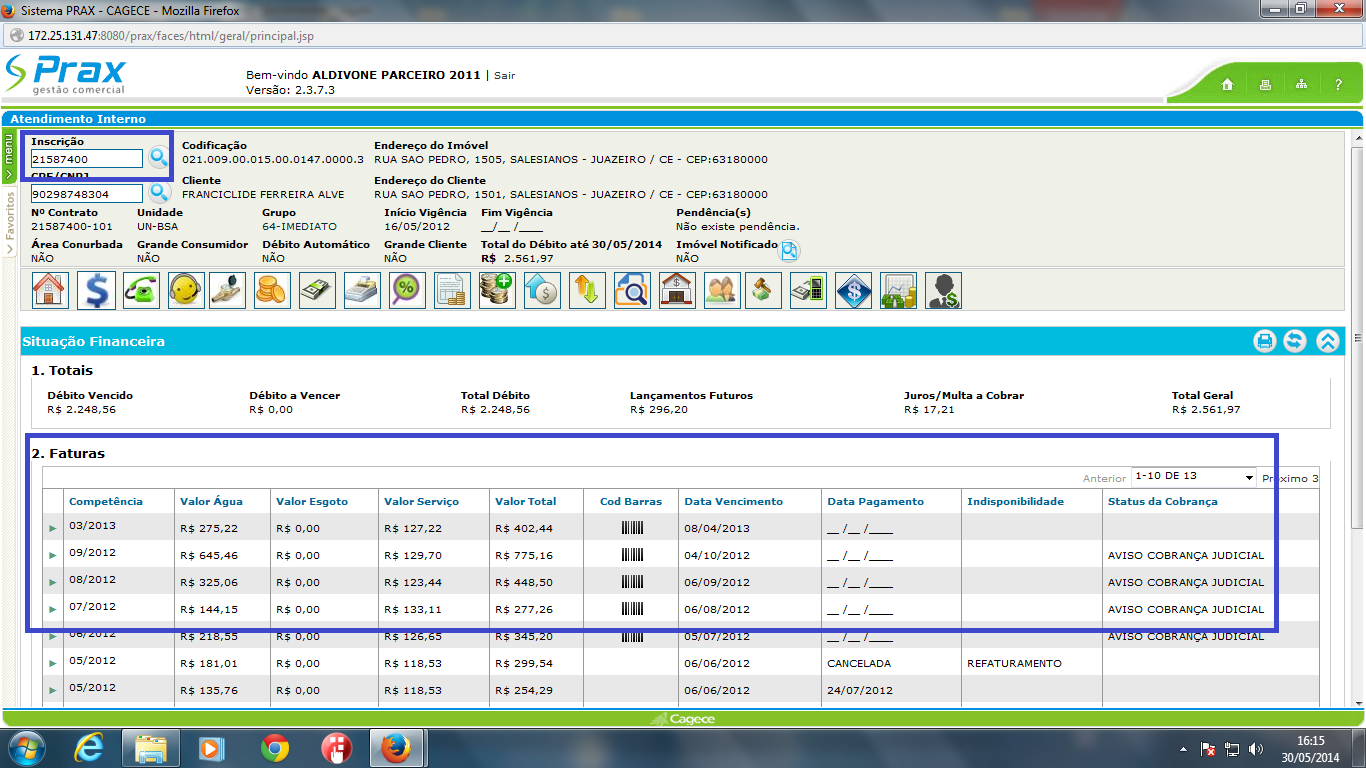 Sistema PRAX - CAGECE - Mozilla Firefox
172.25.131.47:8080/prax/faces/html/geral/principal.jsp
Prax
gestão comercial
Bem-vindo ALDIVONE PARCEIRO 2011 | Sair
Versão: 2.3.7.3
?
Atendimento Interno
menu
Favoritos
Inscrição
21587400
Codificação
021.009.00.015.00.0147.0000.3
Endereço do Imóvel
RUA SAO PEDRO, 1505, SALESIANOS - JUAZEIRO / CE - CEP:63180000
CPF/CNPJ
90298748304
Cliente
FRANCICLIDE FERREIRA ALVE
Endereço do Cliente
RUA SAO PEDRO, 1501, SALESIANOS - JUAZEIRO / CE - CEP:63180000
Nº Contrato Unidade Grupo Início Vigência Fim Vigência Pendência(s)
21587400-101 UN-BSA 64-IMEDIATO 16/05/2012 __/__ /____ Não existe pendência.
Área Conurbada Grande Consumidor Débito Automático Grande Cliente Total do Débito até 30/05/2014 Imóvel Notificado
NÃO NÃO NÃO NÃO R$ 2.561,97 NÃO
Situação Financeira
1. Totais
Débito Vencido Débito a Vencer Total Débito Lançamentos Futuros Juros/Multa a Cobrar Total Geral
R$ 2.248,56 R$ 0,00 R$ 2.248,56 R$ 296,20 R$ 17,21 R$ 2.561,97
2. Faturas
Anterior 1-10 DE 13 Próximo 3
Competência Valor Água Valor Esgoto Valor Serviço Valor Total Cod Barras Data Vencimento Data Pagamento Indisponibilidade Status da Cobrança
03/2013 R$ 275,22 R$ 0,00 R$ 127,22 R$ 402,44 08/04/2013 __ /__ /____
09/2012 R$ 645,46 R$ 0,00 R$ 129,70 R$ 775,16 04/10/2012 __ /__ /____ AVISO COBRANÇA JUDICIAL
08/2012 R$ 325,06 R$ 0,00 R$ 123,44 R$ 448,50 06/09/2012 __ /__ /____ AVISO COBRANÇA JUDICIAL
07/2012 R$ 144,15 R$ 0,00 R$ 133,11 R$ 277,26 06/08/2012 __ /__ /____ AVISO COBRANÇA JUDICIAL
06/2012 R$ 218,55 R$ 0,00 R$ 126,65 R$ 345,20 05/07/2012 __ /__ /____ AVISO COBRANÇA JUDICIAL
05/2012 R$ 181,01 R$ 0,00 R$ 118,53 R$ 299,54 06/06/2012 CANCELADA REFATURAMENTO
05/2012 R$ 135,76 R$ 0,00 R$ 118,53 R$ 254,29 06/06/2012 24/07/2012
Cagece
16:15
30/05/2014